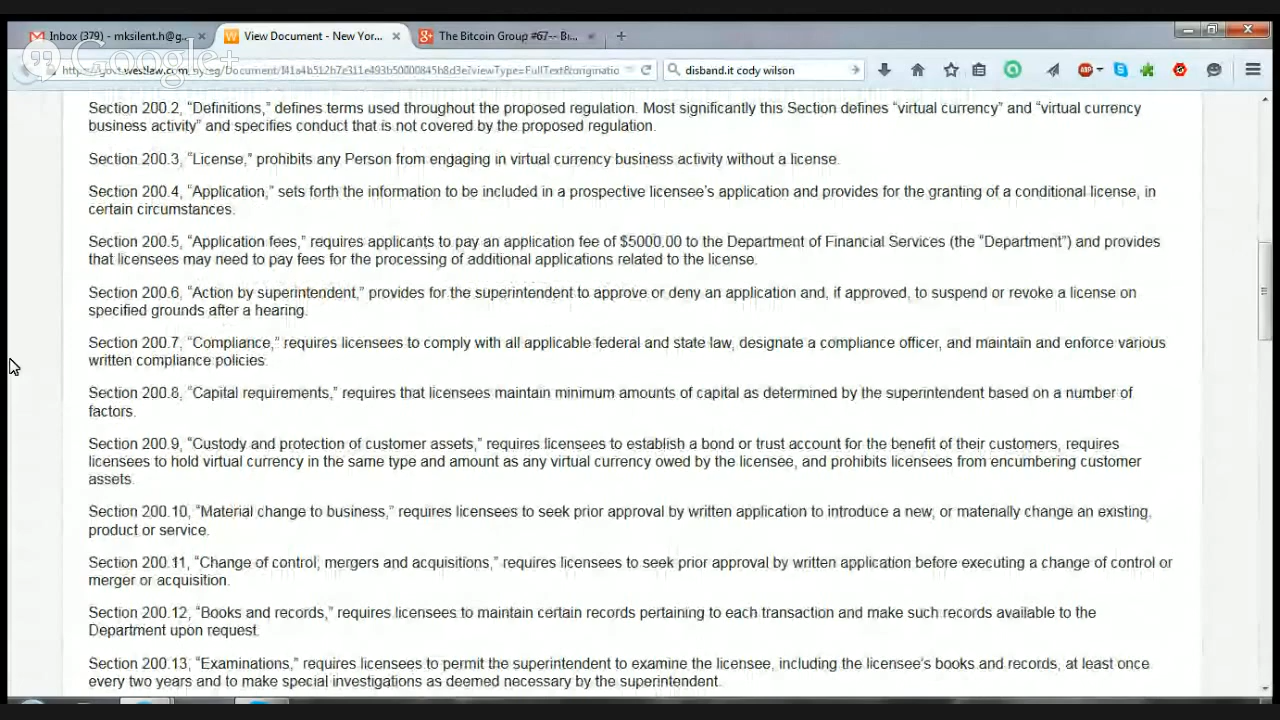 Inbox (379) - mksilent.h@g...
View Document - New Yor...
The Bitcoin Group #67-- Bi...
Google+
disband.it cody wilson
Section 200.2, “Definitions,” defines terms used throughout the proposed regulation. Most significantly this Section defines “virtual currency” and “virtual currency
business activity” and specifies conduct that is not covered by the proposed regulation.
Section 200.3, “License,” prohibits any Person from engaging in virtual currency business activity without a license.
Section 200.4, “Application,” sets forth the information to be included in a prospective licensee’s application and provides for the granting of a conditional license, in
certain circumstances.
Section 200.5, “Application fees,” requires applicants to pay an application fee of $5000.00 to the Department of Financial Services (the “Department”) and provides
that licensees may need to pay fees for the processing of additional applications related to the license.
Section 200.6, “Action by superintendent,” provides for the superintendent to approve or deny an application and, if approved, to suspend or revoke a license on
specified grounds after a hearing.
Section 200.7, “Compliance,” requires licensees to comply with all applicable federal and state law, designate a compliance officer, and maintain and enforce various
written compliance policies.
Section 200.8, “Capital requirements,” requires that licensees maintain minimum amounts of capital as determined by the superintendent based on a number of
factors.
Section 200.9, “Custody and protection of customer assets,” requires licensees to establish a bond or trust account for the benefit of their customers, requires
licensees to hold virtual currency in the same type and amount as any virtual currency owed by the licensee, and prohibits licensees from encumbering customer
assets.
Section 200.10, “Material change to business,” requires licensees to seek prior approval by written application to introduce a new, or materially change an existing,
product or service.
Section 200.11, “Change of control, mergers and acquisitions,” requires licensees to seek prior approval by written application before executing a change of control or
merger or acquisition.
Section 200.12, “Books and records,” requires licensees to maintain certain records pertaining to each transaction and make such records available to the
Department upon request.
Section 200.13, “Examinations,” requires licensees to permit the superintendent to examine the licensee, including the licensee’s books and records, at least once
every two years and to make special investigations as deemed necessary by the superintendent.